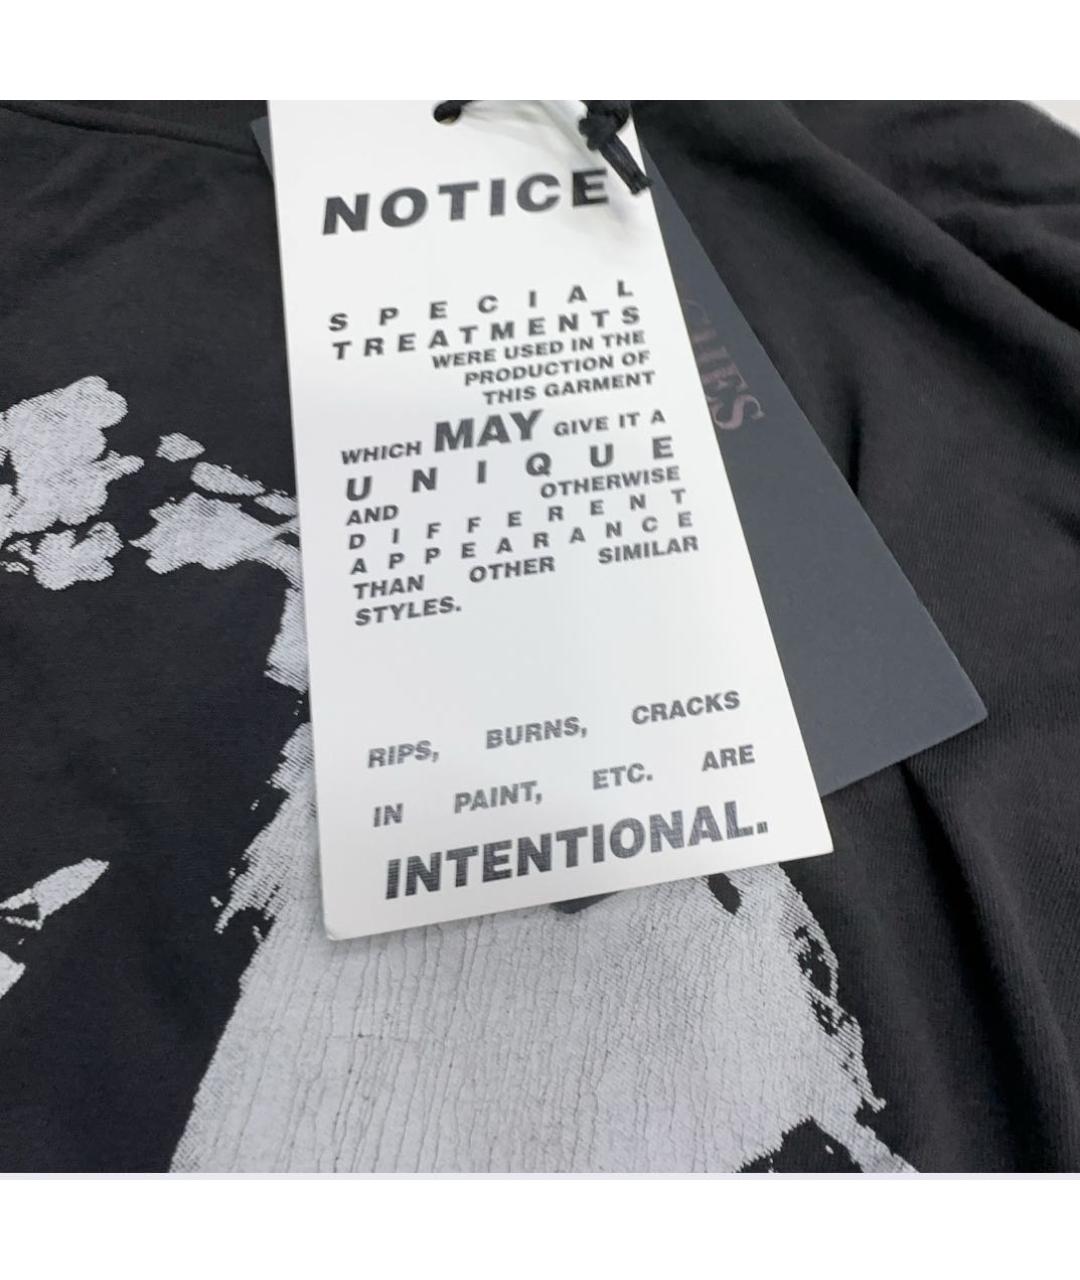 NOTICE
SPECIAL
TREATMENTS
WERE USED IN THE
PRODUCTION OF
THIS GARMENT
WHICH MAY GIVE IT A
UNIQUE
AND OTHERWISE
DIFFERENT
APPEARANCE
THAN OTHER SIMILAR
STYLES.
RIPS, BURNS, CRACKS
IN PAINT, ETC. ARE
INTENTIONAL.